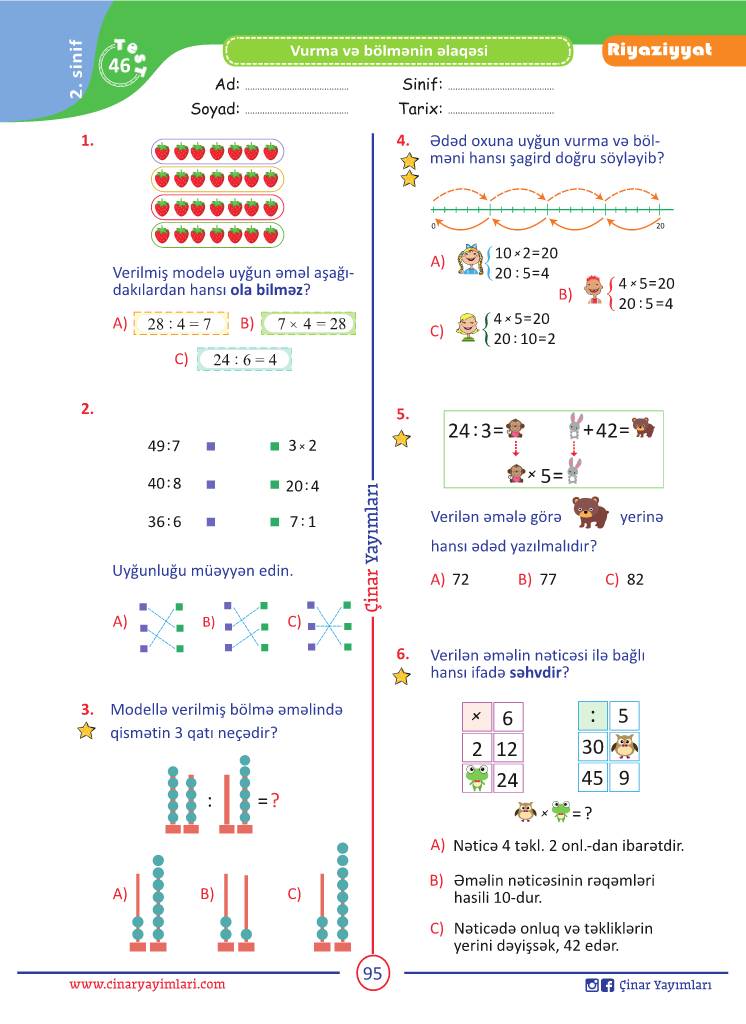 2. sinif
Test
46
Vurma və bölmənin əlaqəsi
Riyaziyyat
Ad: ........................................
Sinif: ........................................
Soyad: ........................................
Tarix: ........................................
1.
Verilmiş modelə uyğun əməl aşağı-
dakılardan hansı ola bilməz?
A) 28 : 4 = 7
B) 7 × 4 = 28
C) 24 : 6 = 4
2.
49:7
3×2
40:8
20:4
36:6
7:1
Uyğunluğu müəyyən edin.
A)
B)
C)
3. Modellə verilmiş bölmə əməlində
qismətin 3 qatı neçədir?
: = ?
A)
B)
C)
Çinar Yayımları
4. Ədəd oxuna uyğun vurma və böl-
məni hansı şagird doğru söyləyib?
0
20
A) 10×2=20
20:5=4
B) 4×5=20
20:5=4
C) 4×5=20
20:10=2
5.
24:3=
+42=
×5=
Verilən əmələ görə yerinə
hansı ədəd yazılmalıdır?
A) 72
B) 77
C) 82
6. Verilən əməlin nəticəsi ilə bağlı
hansı ifadə səhvdir?
× 6
2 12
24
: 5
30
45 9
× = ?
A) Nəticə 4 təkl. 2 onl.-dan ibarətdir.
B) Əməlin nəticəsinin rəqəmləri
hasili 10-dur.
C) Nəticədə onluq və təkliklərin
yerini dəyişsək, 42 edər.
www.cinaryayimlari.com
95
Çinar Yayımları